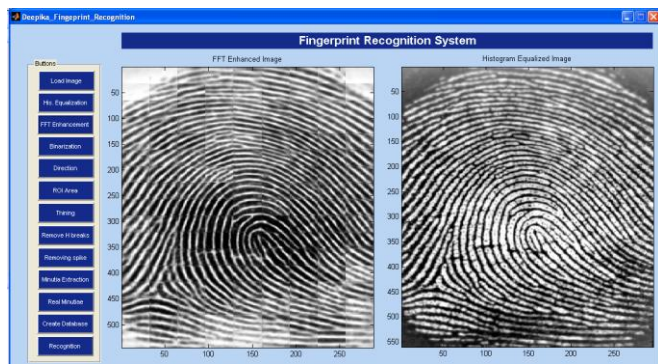 Deepika_Fingerprint_Recognition
Fingerprint Recognition System
Buttons
Load Image
His. Equalization
FFT Enhancement
Binarization
Direction
ROI Area
Thining
Remove H breaks
Removing spike
Minutia Extraction
Real Minutiae
Create Database
Recognition
FFT Enhanced Image
50
100
150
200
250
300
350
400
450
500
50 100 150 200 250
Histogram Equalized Image
50
100
150
200
250
300
350
400
450
500
550
50 100 150 200 250